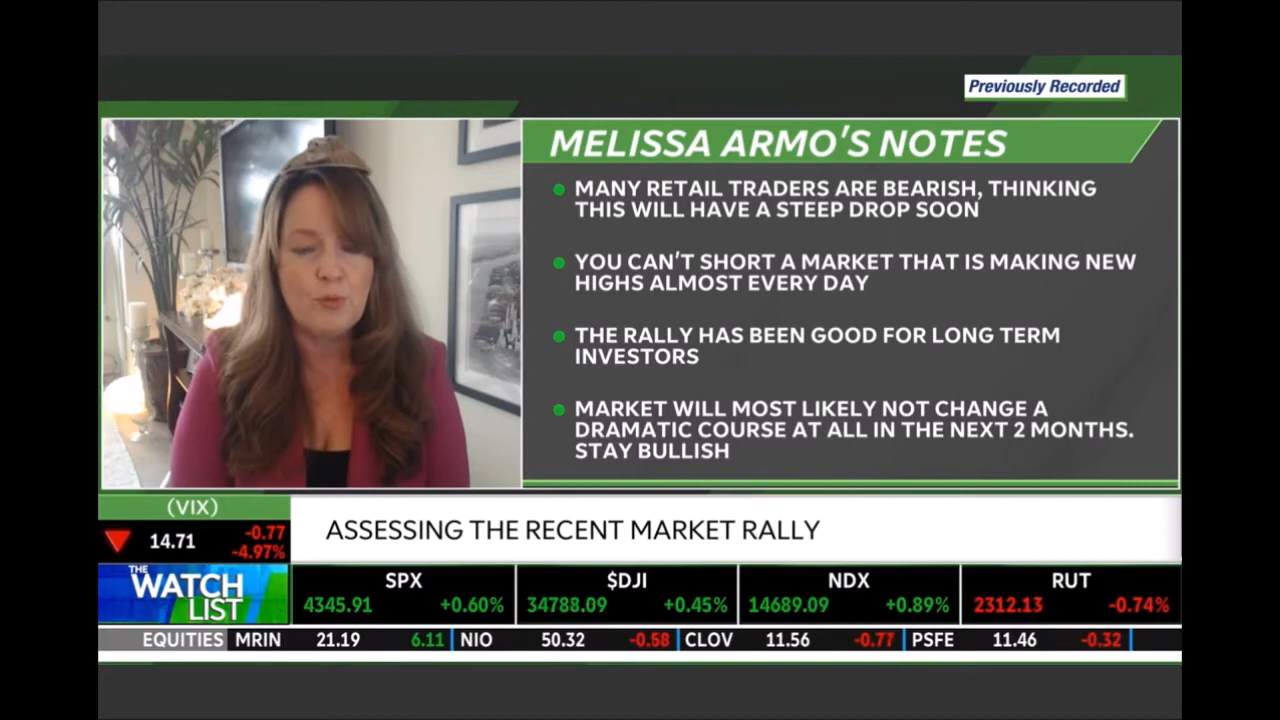 Previously Recorded
MELISSA ARMO'S NOTES
MANY RETAIL TRADERS ARE BEARISH, THINKING
THIS WILL HAVE A STEEP DROP SOON
YOU CAN'T SHORT A MARKET THAT IS MAKING NEW
HIGHS ALMOST EVERY DAY
THE RALLY HAS BEEN GOOD FOR LONG TERM
INVESTORS
MARKET WILL MOST LIKELY NOT CHANGE A
DRAMATIC COURSE AT ALL IN THE NEXT 2 MONTHS.
STAY BULLISH
(VIX)
14.71 -0.77
-4.97%
ASSESSING THE RECENT MARKET RALLY
THE
WATCH
LIST
SPX
4345.91 +0.60%
$DJI
34788.09 +0.45%
NDX
14689.09 +0.89%
RUT
2312.13 -0.74%
EQUITIES MRIN 21.19 6.11 NIO 50.32 -0.58 CLOV 11.56 -0.77 PSFE 11.46 -0.32